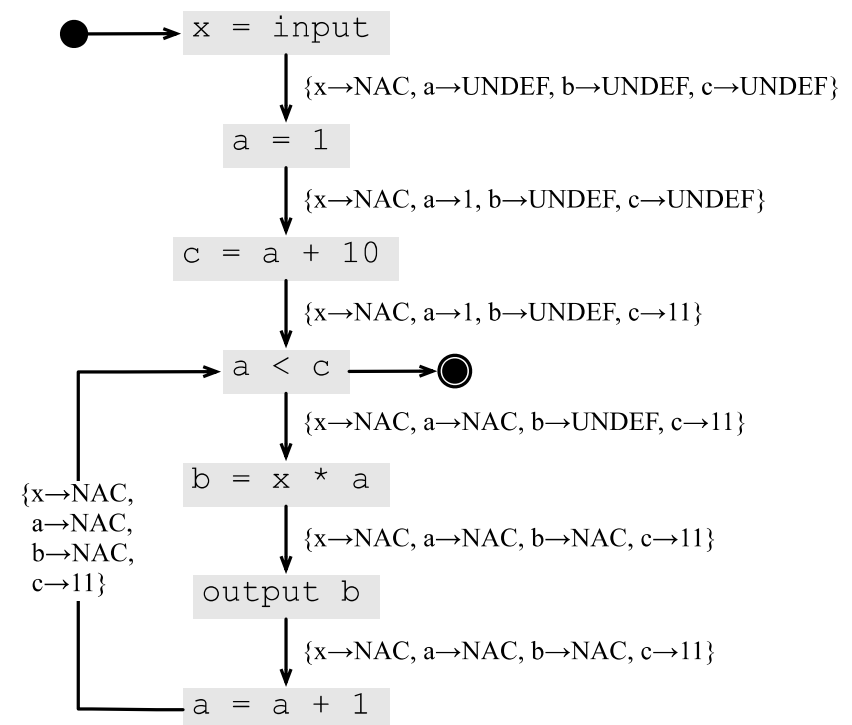 x = input
{x→NAC, a→UNDEF, b→UNDEF, c→UNDEF}
a = 1
{x→NAC, a→1, b→UNDEF, c→UNDEF}
c = a + 10
{x→NAC, a→1, b→UNDEF, c→11}
a < c
{x→NAC, a→NAC, b→UNDEF, c→11}
b = x * a
{x→NAC,
a→NAC,
b→NAC,
c→11}
{x→NAC, a→NAC, b→NAC, c→11}
output b
{x→NAC, a→NAC, b→NAC, c→11}
a = a + 1